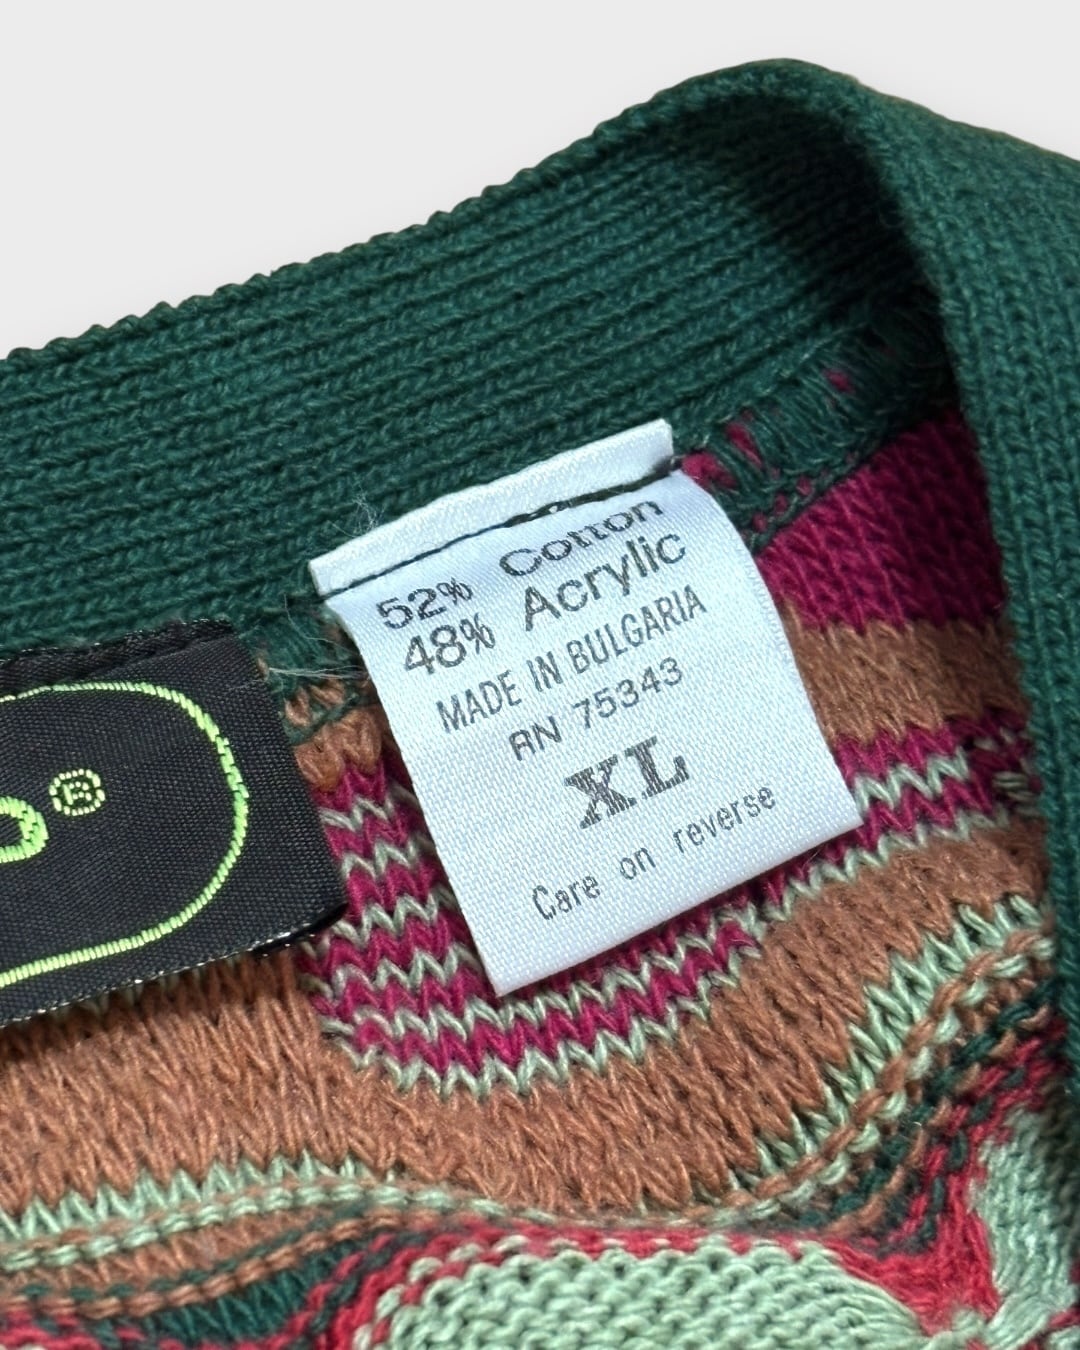 52% Cotton
48% Acrylic
MADE IN BULGARIA
RN 75343
XL
Care on reverse
®